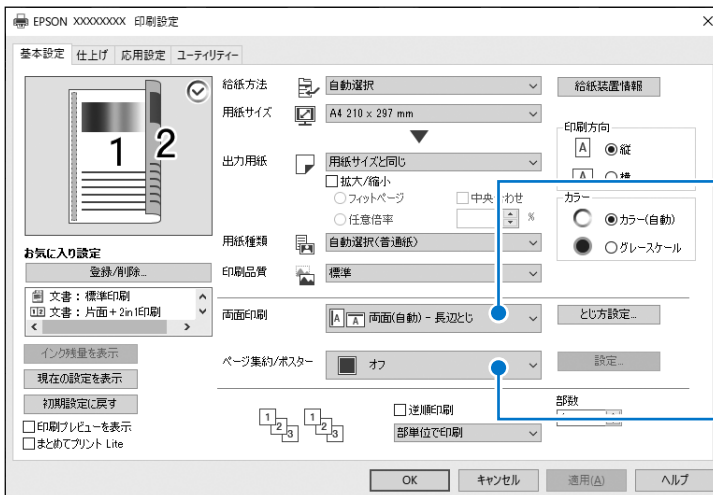 EPSON XXXXXXXX 印刷設定
基本設定 仕上げ 応用設定 ユーティリティー
1 2
給紙方法 自動選択 給紙装置情報
用紙サイズ A4 210 x 297 mm
出力用紙 用紙サイズと同じ
拡大/縮小
フィットページ 中央 わせ
任意倍率 %
用紙種類 自動選択(普通紙)
印刷品質 標準
印刷方向
A 縦
A
カラー
カラー(自動)
グレースケール
お気に入り設定
登録/削除...
文書:標準印刷
文書:片面+2in1印刷
インク残量を表示
現在の設定を表示
初期設定に戻す
印刷プレビューを表示
まとめてプリント Lite
両面印刷 A A 両面(自動) - 長辺とじ とじ方設定...
ページ集約/ポスター オフ 設定...
1 2 3 1 2 3
逆順印刷
部単位で印刷
部数
OK キャンセル 適用(A) ヘルプ